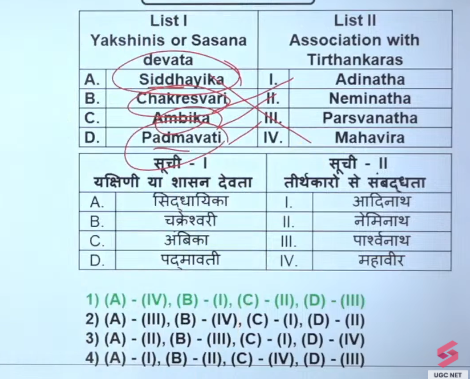 List I
Yakshinis or Sasana
devata
List II
Association with
Tirthankaras
A. Siddhayika I. Adinatha
B. Chakresvari II. Neminatha
C. Ambika III. Parsvanatha
D. Padmavati IV. Mahavira
सूची - I
यक्षिणी या शासन देवता
सूची - II
तीर्थकारों से संबद्धता
A. सिद्धायिका I. आदिनाथ
B. चक्रेश्वरी II. नेमिनाथ
C. अंबिका III. पार्श्वनाथ
D. पद्मावती IV. महावीर
1) (A) - (IV), (B) - (I), (C) - (II), (D) - (III)
2) (A) - (III), (B) - (IV), (C) - (I), (D) - (II)
3) (A) - (II), (B) - (III), (C) - (I), (D) - (IV)
4) (A) - (I), (B) - (II), (C) - (IV), (D) - (III)
UGC NET